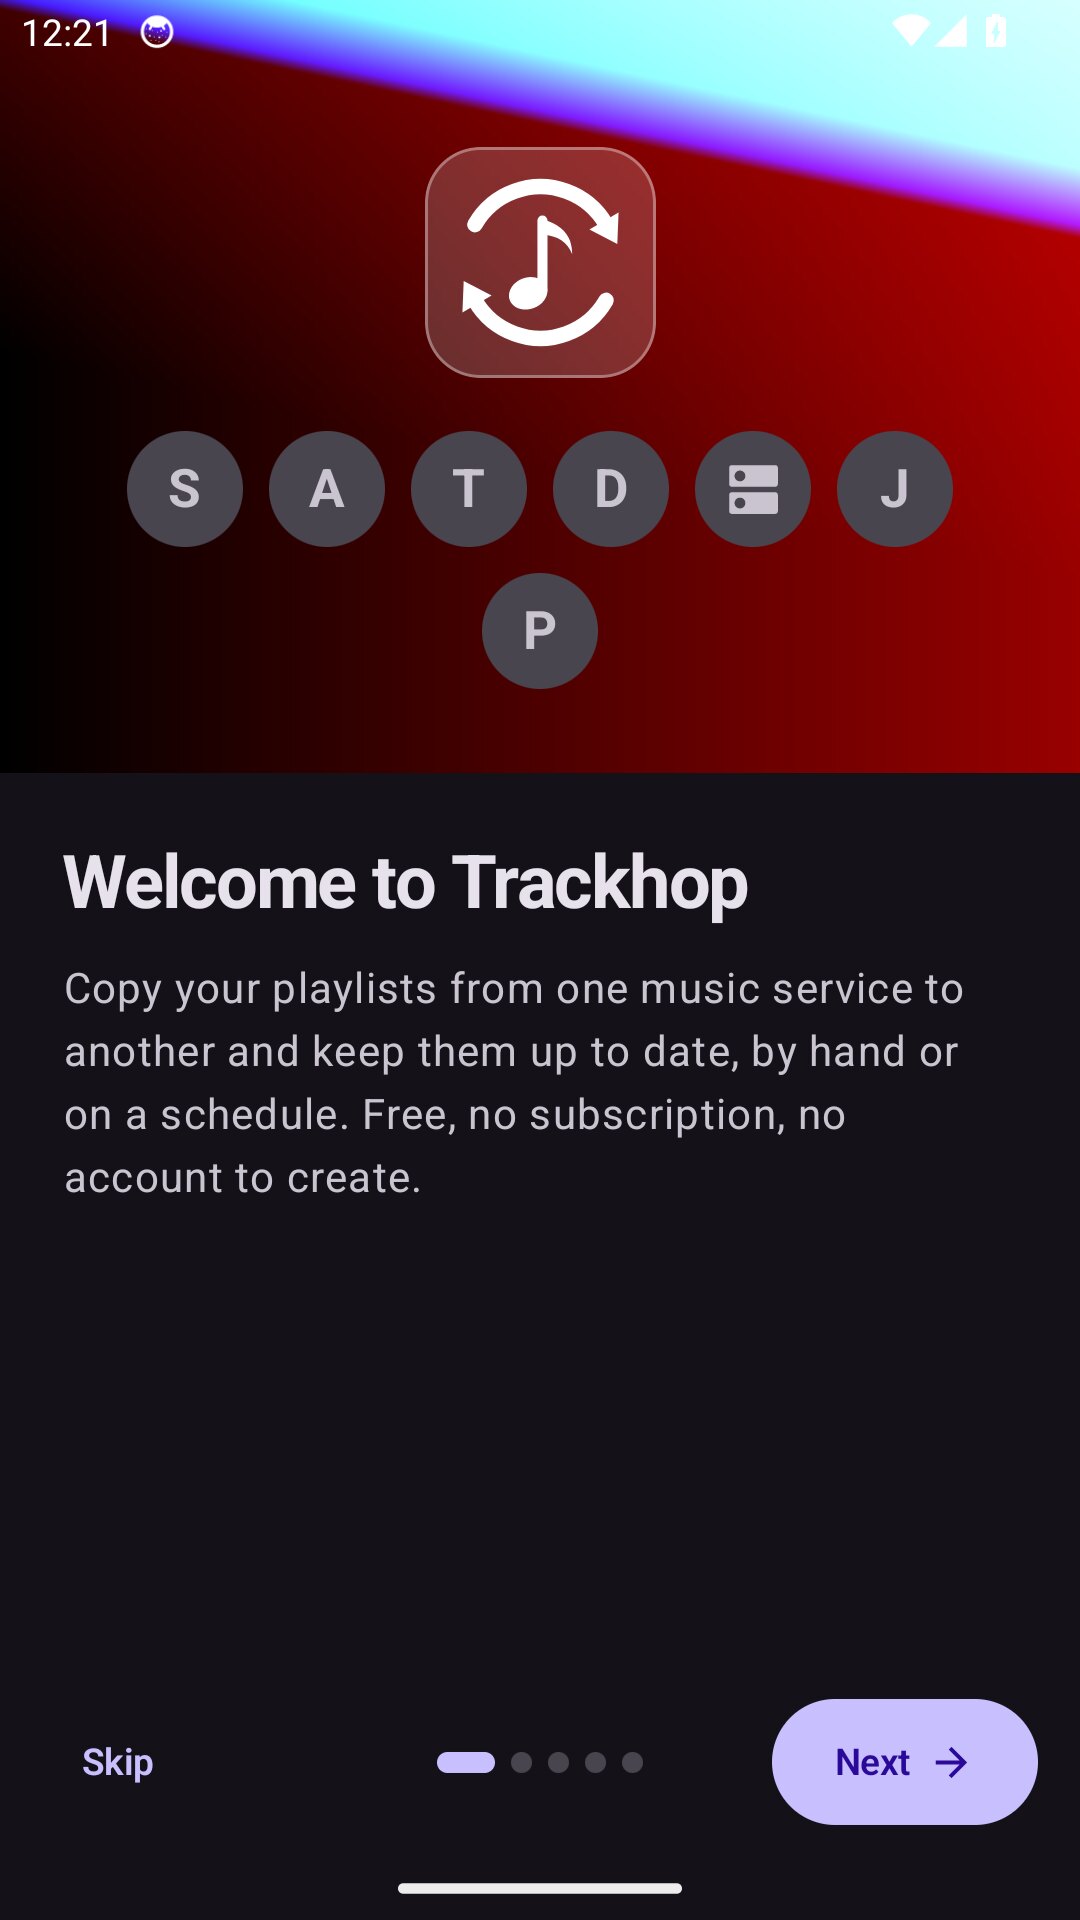 12:21
S A T D J
P
Welcome to Trackhop
Copy your playlists from one music service to
another and keep them up to date, by hand or
on a schedule. Free, no subscription, no
account to create.
Skip
Next